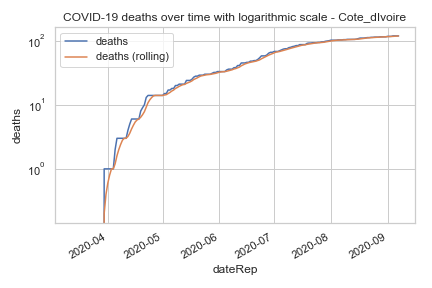 COVID-19 deaths over time with logarithmic scale - Cote_dIvoire
deaths
deaths (rolling)
10²
10¹
10⁰
deaths
2020-04
2020-05
2020-06
2020-07
2020-08
2020-09
dateRep